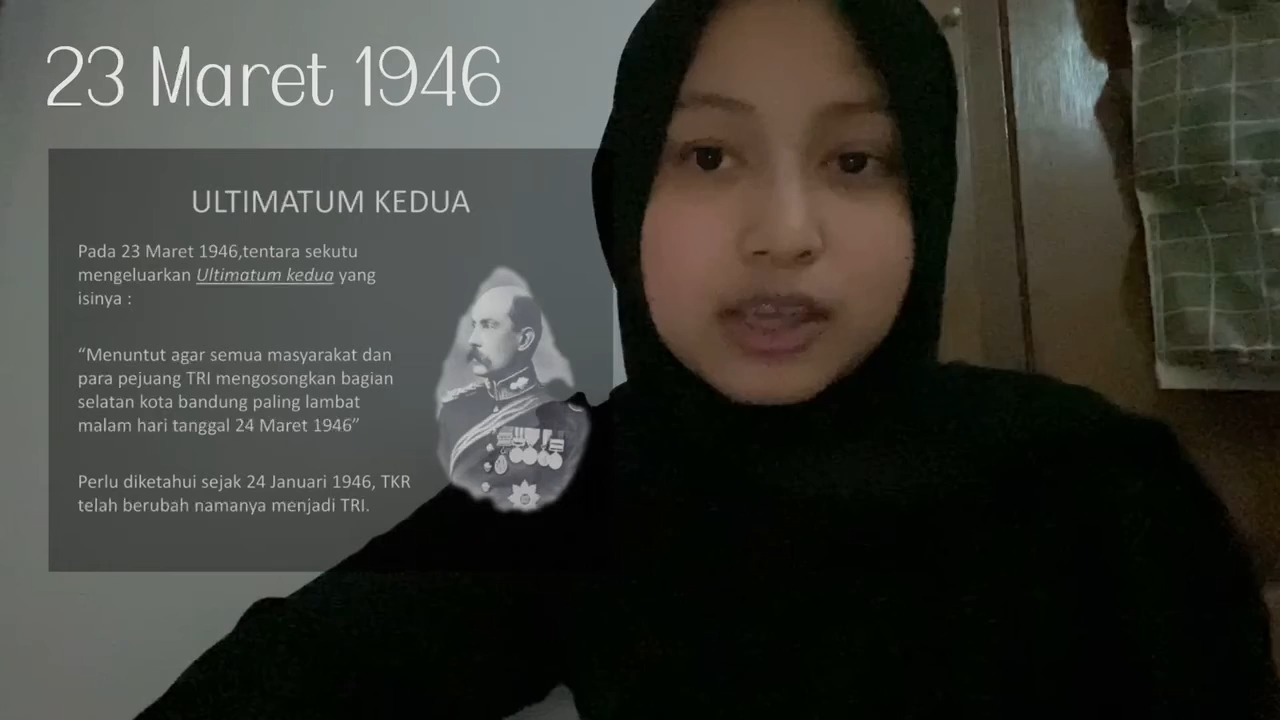 23 Maret 1946
ULTIMATUM KEDUA
Pada 23 Maret 1946,tentara sekutu
mengeluarkan Ultimatum kedua yang
isinya :
“Menuntut agar semua masyarakat dan
para pejuang TRI mengosongkan bagian
selatan kota bandung paling lambat
malam hari tanggal 24 Maret 1946”
Perlu diketahui sejak 24 Januari 1946, TKR
telah berubah namanya menjadi TRI.